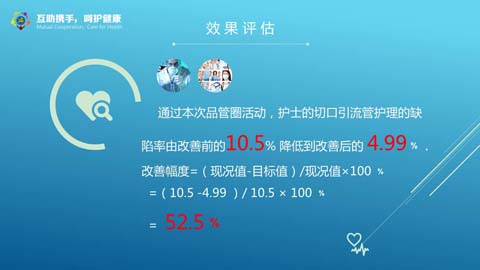 互助携手，呵护健康
Mutual Cooperation, Care for Health
效果评估
通过本次品管圈活动，护士的切口引流管护理的缺
陷率由改善前的10.5% 降低到改善后的 4.99 % .
改善幅度=（现况值-目标值）/现况值×100 %
=（10.5 -4.99 ）/ 10.5 × 100 %
= 52.5 %